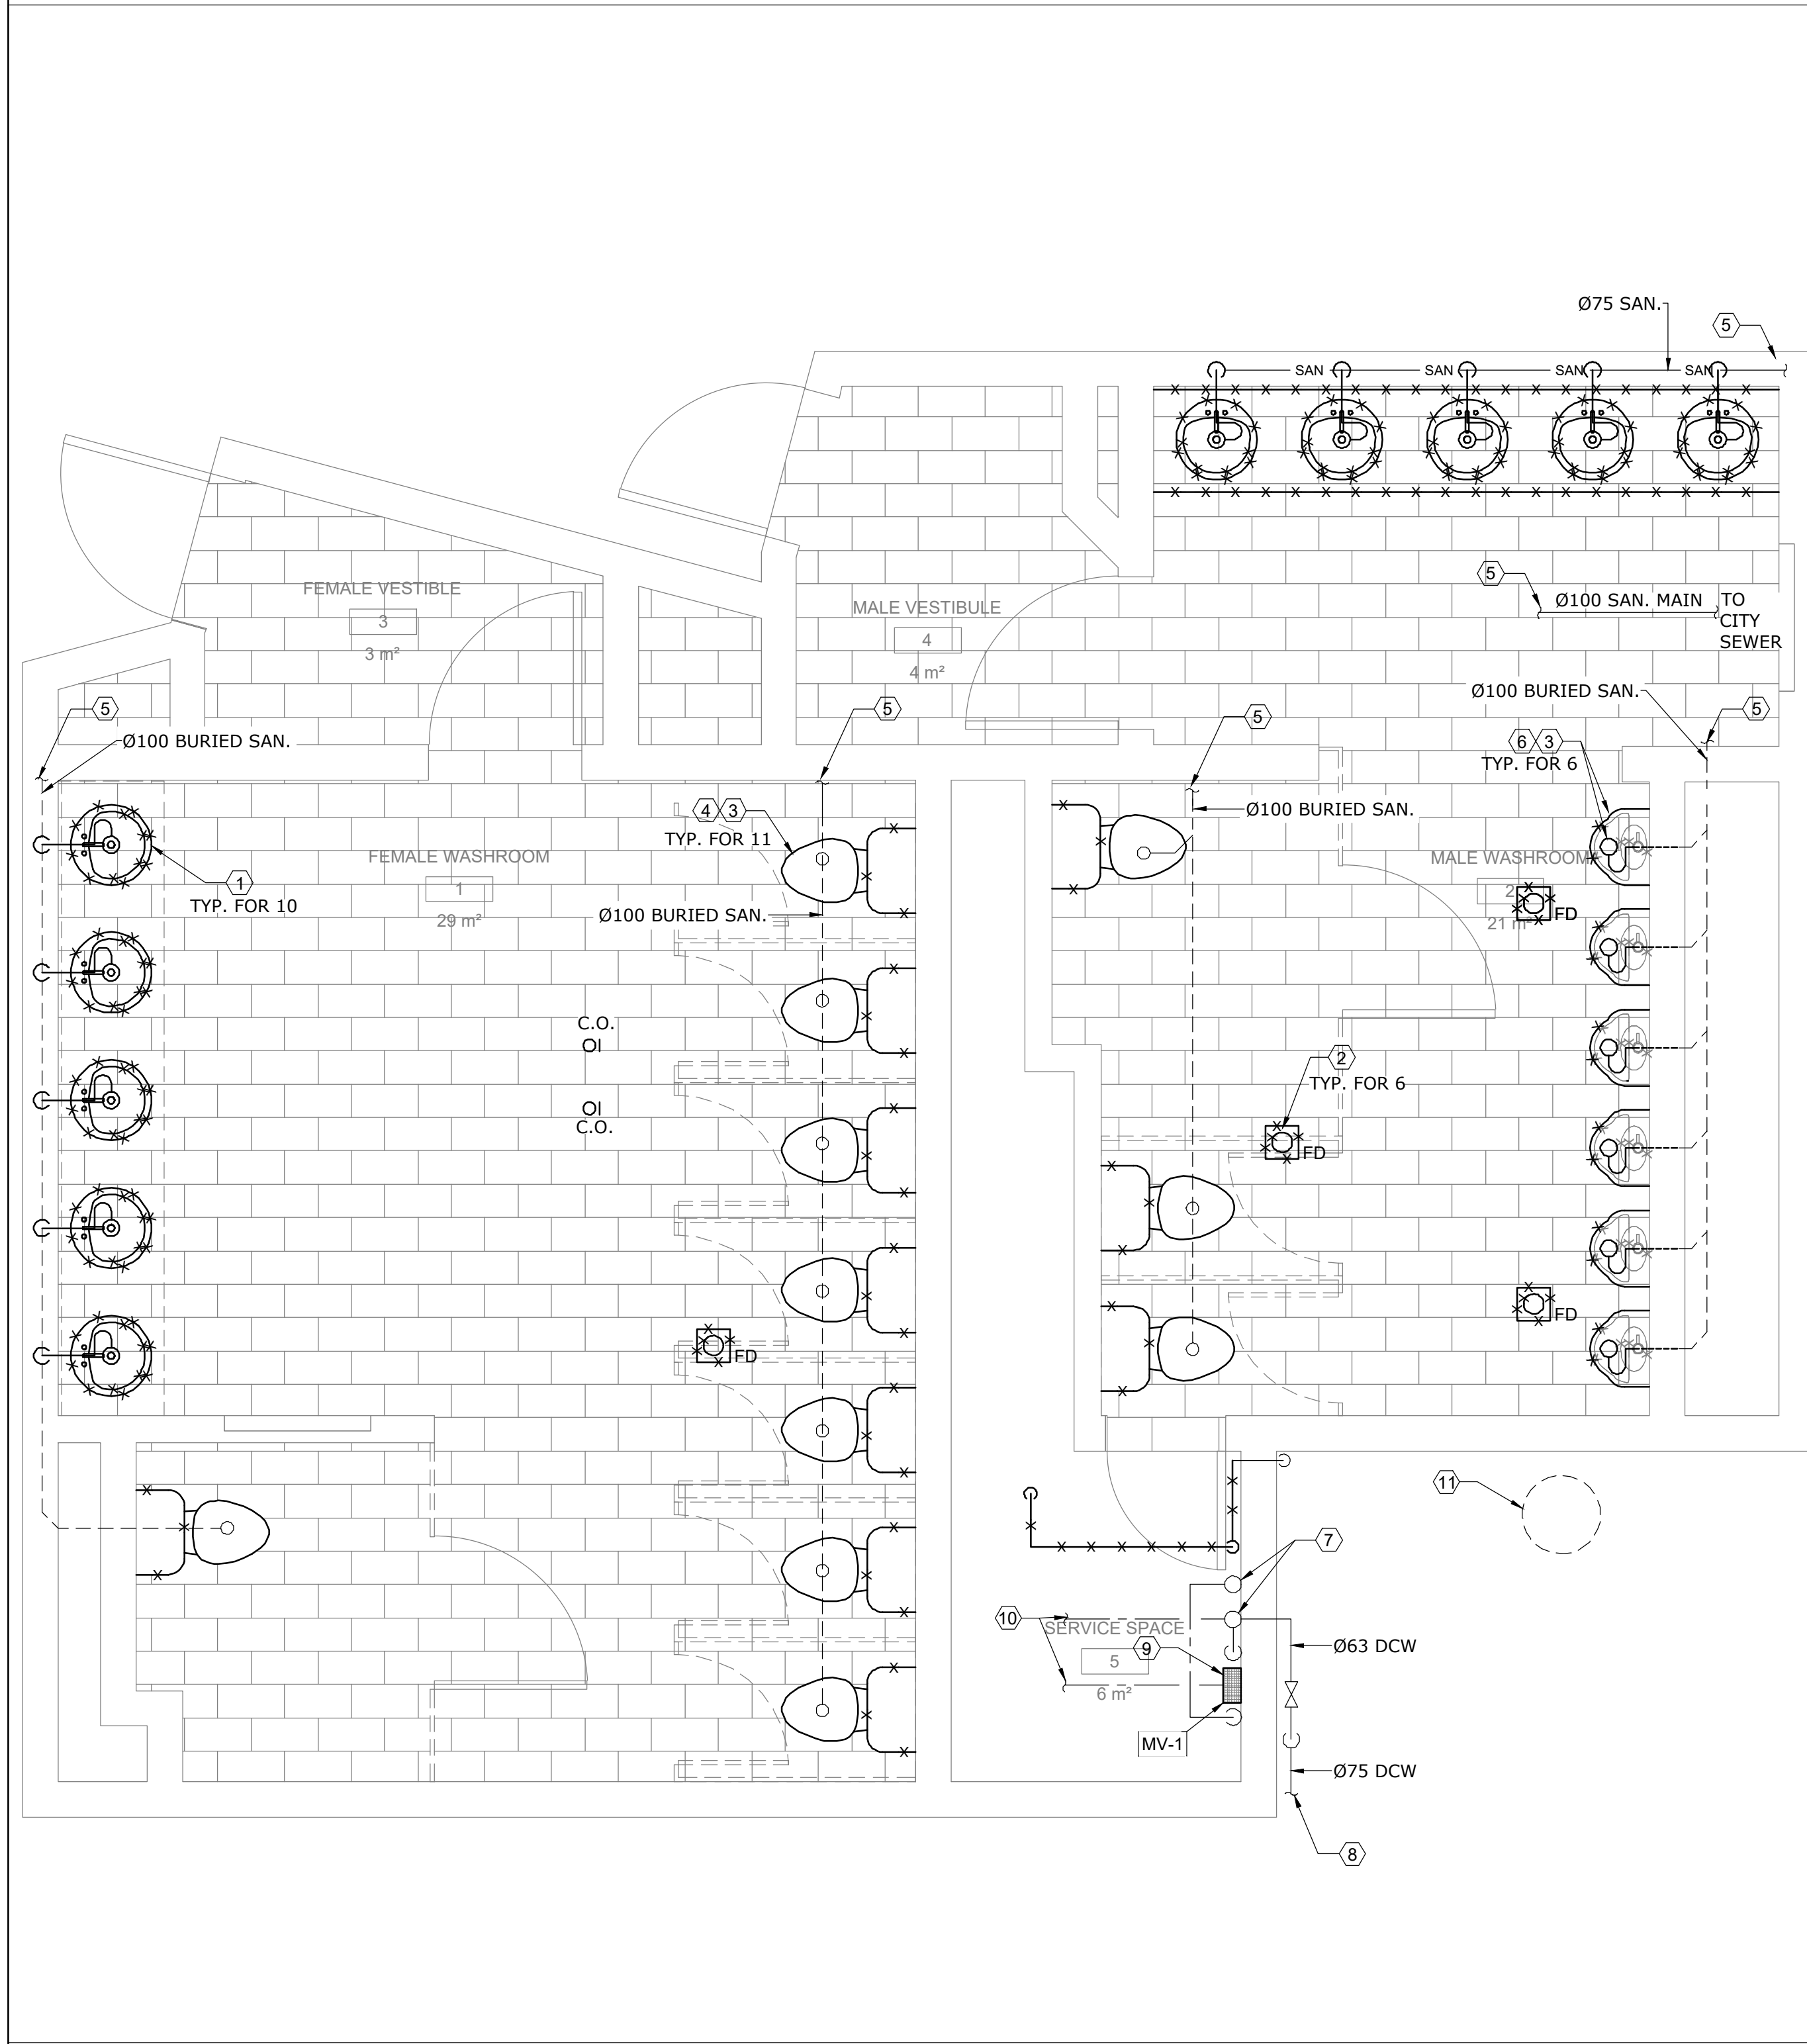 Ø75 SAN.
5
SAN SAN SAN SAN
FEMALE VESTIBLE
3
3 m²
MALE VESTIBULE
4
4 m²
5
Ø100 SAN. MAIN
TO
CITY
SEWER
Ø100 BURIED SAN.
5
5
Ø100 BURIED SAN.
5
5
6 3
TYP. FOR 6
4 3
TYP. FOR 11
Ø100 BURIED SAN.
FEMALE WASHROOM
1
29 m²
1
TYP. FOR 10
Ø100 BURIED SAN.
MALE WASHROOM
2
21 m²
FD
C.O.
C.O.
2
TYP. FOR 6
FD
FD
FD
11
7
10
SERVICE SPACE
5
6 m²
9
Ø63 DCW
MV-1
Ø75 DCW
8
X X X X X X X X X X X X X X X X X X X X
X X X X X X X X X X X X X X X X X X X X